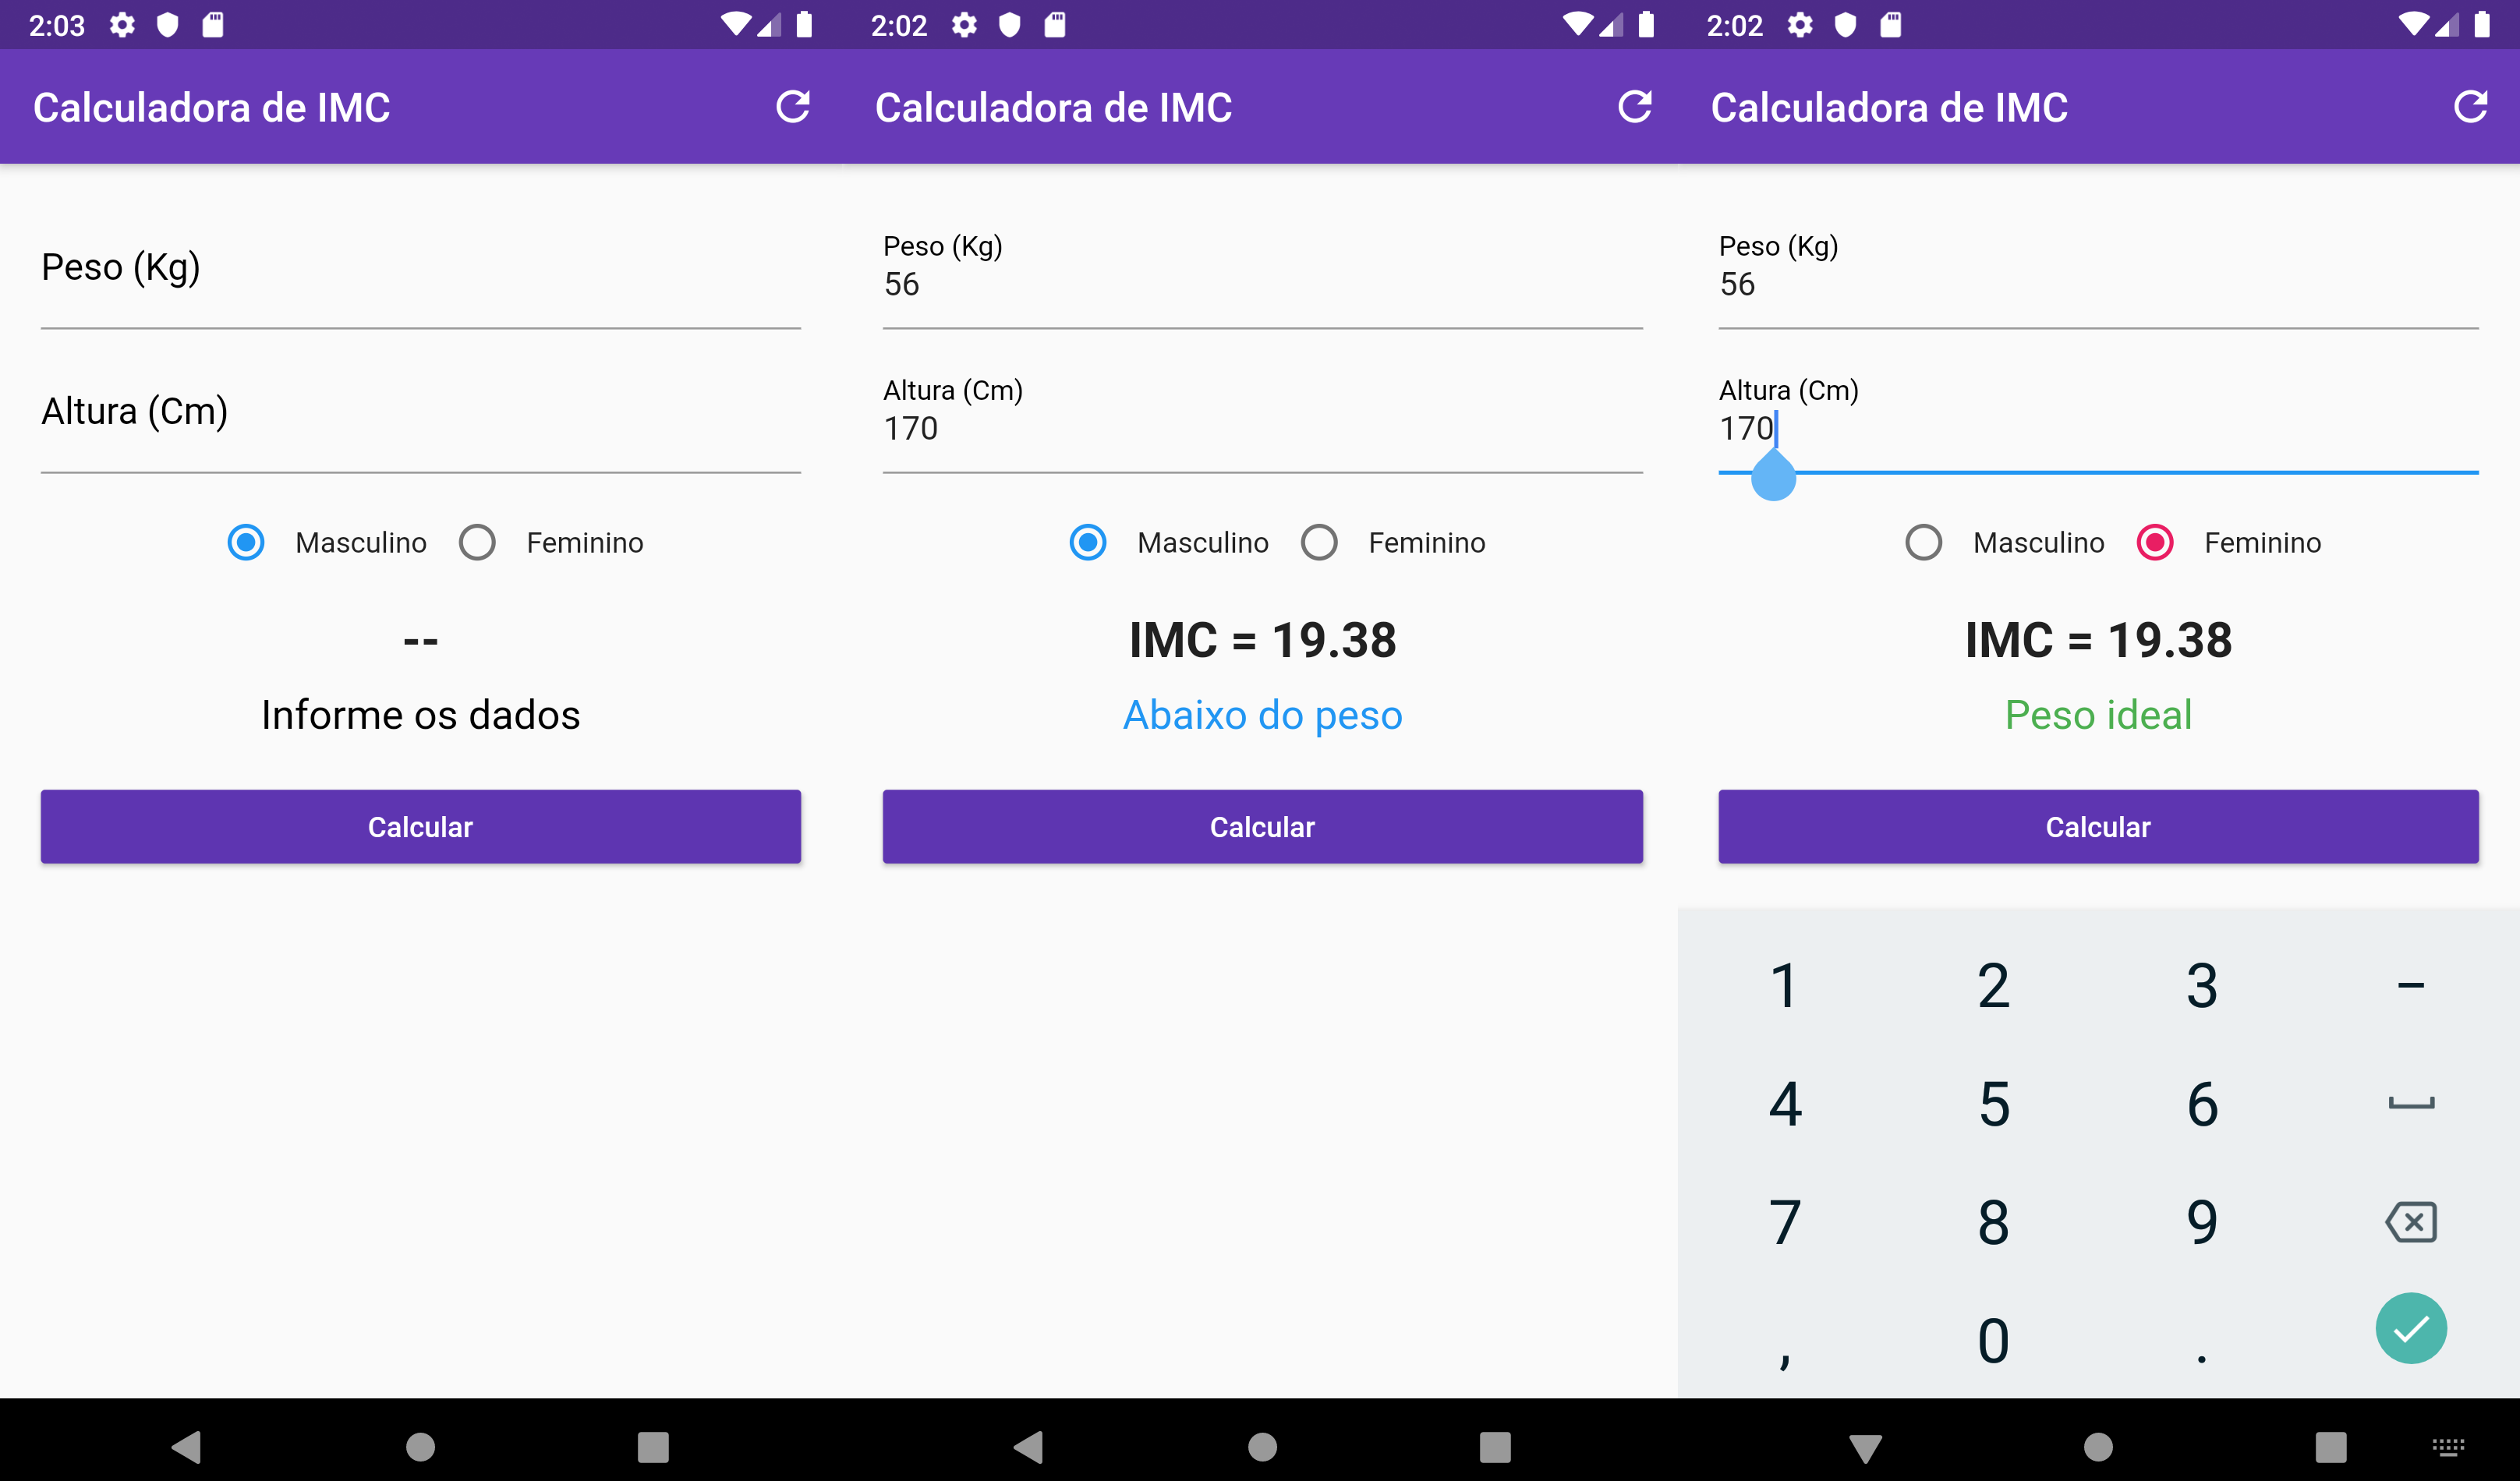 2:03
Calculadora de IMC
Peso (Kg)
Altura (Cm)
Masculino Feminino
--
Informe os dados
Calcular
2:02
Calculadora de IMC
Peso (Kg)
56
Altura (Cm)
170
Masculino Feminino
IMC = 19.38
Abaixo do peso
Calcular
2:02
Calculadora de IMC
Peso (Kg)
56
Altura (Cm)
170
Masculino Feminino
IMC = 19.38
Peso ideal
Calcular
1 2 3 –
4 5 6
7 8 9
, 0 .